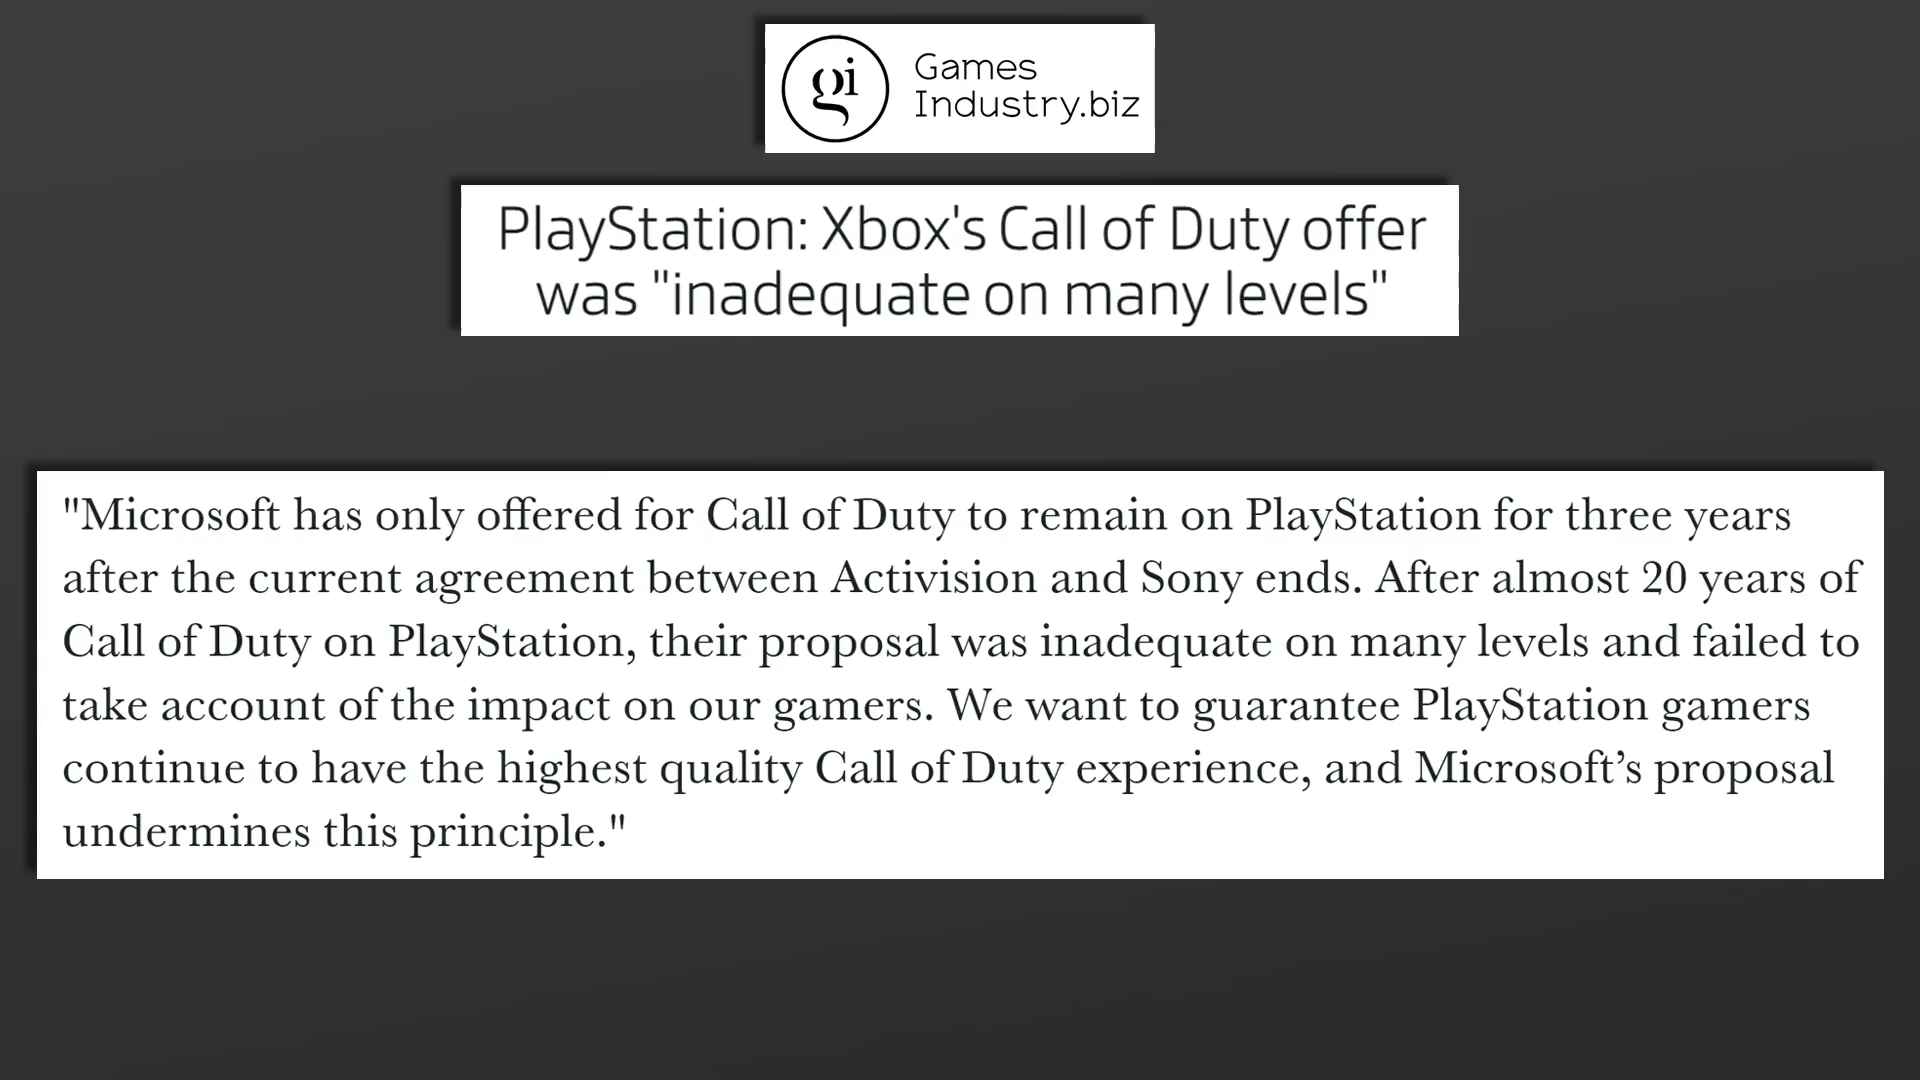 gi
Games
Industry.biz
PlayStation: Xbox's Call of Duty offer
was "inadequate on many levels"
"Microsoft has only offered for Call of Duty to remain on PlayStation for three years
after the current agreement between Activision and Sony ends. After almost 20 years of
Call of Duty on PlayStation, their proposal was inadequate on many levels and failed to
take account of the impact on our gamers. We want to guarantee PlayStation gamers
continue to have the highest quality Call of Duty experience, and Microsoft’s proposal
undermines this principle."